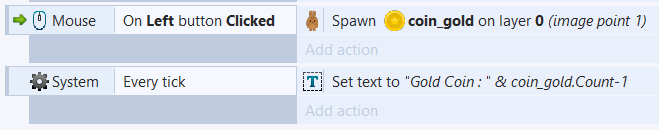 Mouse On Left button Clicked Spawn coin_gold on layer 0 (image point 1)
Add action
System Every tick T Set text to "Gold Coin : " & coin_gold.Count-1
Add action